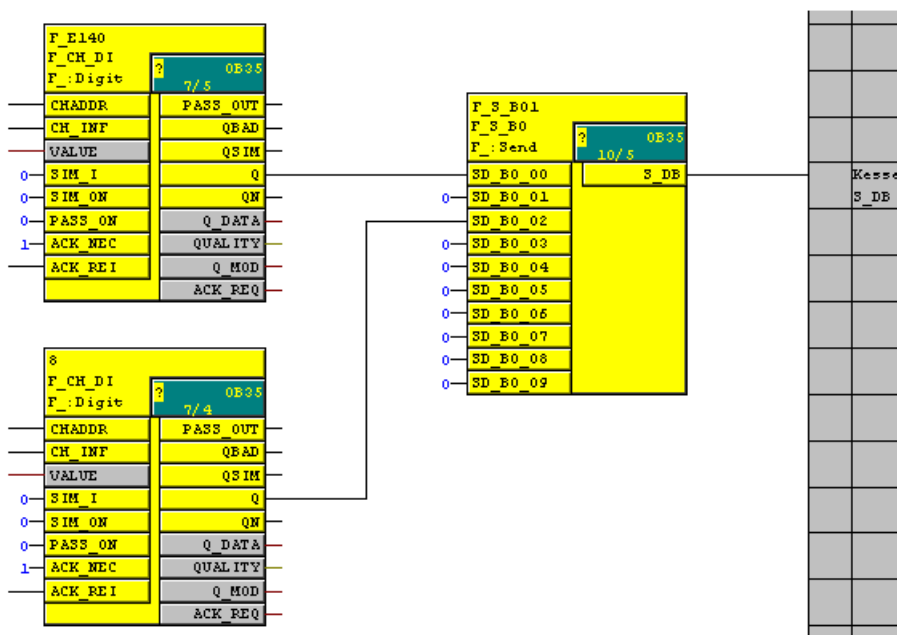 F_E140
F_CH_DI
F_:Digit
? OB35
7/5
CHADDR PASS_OUT
CH_INF QBAD
VALUE QSIM
0 SIM_I Q
0 SIM_ON QN
0 PASS_ON Q_DATA
1 ACK_NEC QUALITY
ACK_REI Q_MOD
ACK_REQ
8
F_CH_DI
F_:Digit
? OB35
7/4
CHADDR PASS_OUT
CH_INF QBAD
VALUE QSIM
0 SIM_I Q
0 SIM_ON QN
0 PASS_ON Q_DATA
1 ACK_NEC QUALITY
ACK_REI Q_MOD
ACK_REQ
F_S_BO1
F_S_BO
F_:Send
? OB35
10/5
SD_BO_00 S_DB
0 SD_BO_01
SD_BO_02
0 SD_BO_03
0 SD_BO_04
0 SD_BO_05
0 SD_BO_06
0 SD_BO_07
0 SD_BO_08
0 SD_BO_09
Kesse
S_DB